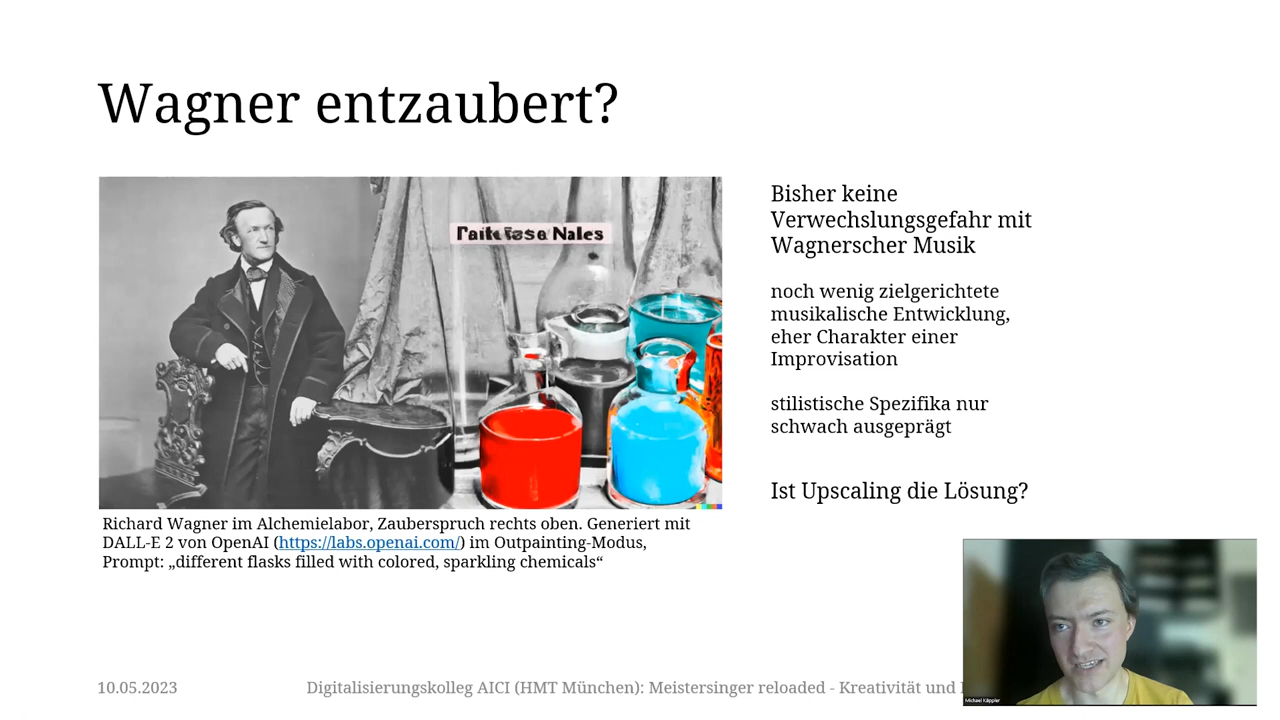 Wagner entzaubert?
Bisher keine
Verwechslungsgefahr mit
Wagnerscher Musik
noch wenig zielgerichtete
musikalische Entwicklung,
eher Charakter einer
Improvisation
stilistische Spezifika nur
schwach ausgeprägt
Ist Upscaling die Lösung?
Nales
Richard Wagner im Alchemielabor, Zauberspruch rechts oben. Generiert mit
DALL-E 2 von OpenAI (https://labs.openai.com/) im Outpainting-Modus,
Prompt: „different flasks filled with colored, sparkling chemicals“
10.05.2023
Digitalisierungskolleg AICI (HMT München): Meistersinger reloaded - Kreativität und
Michael Käppler